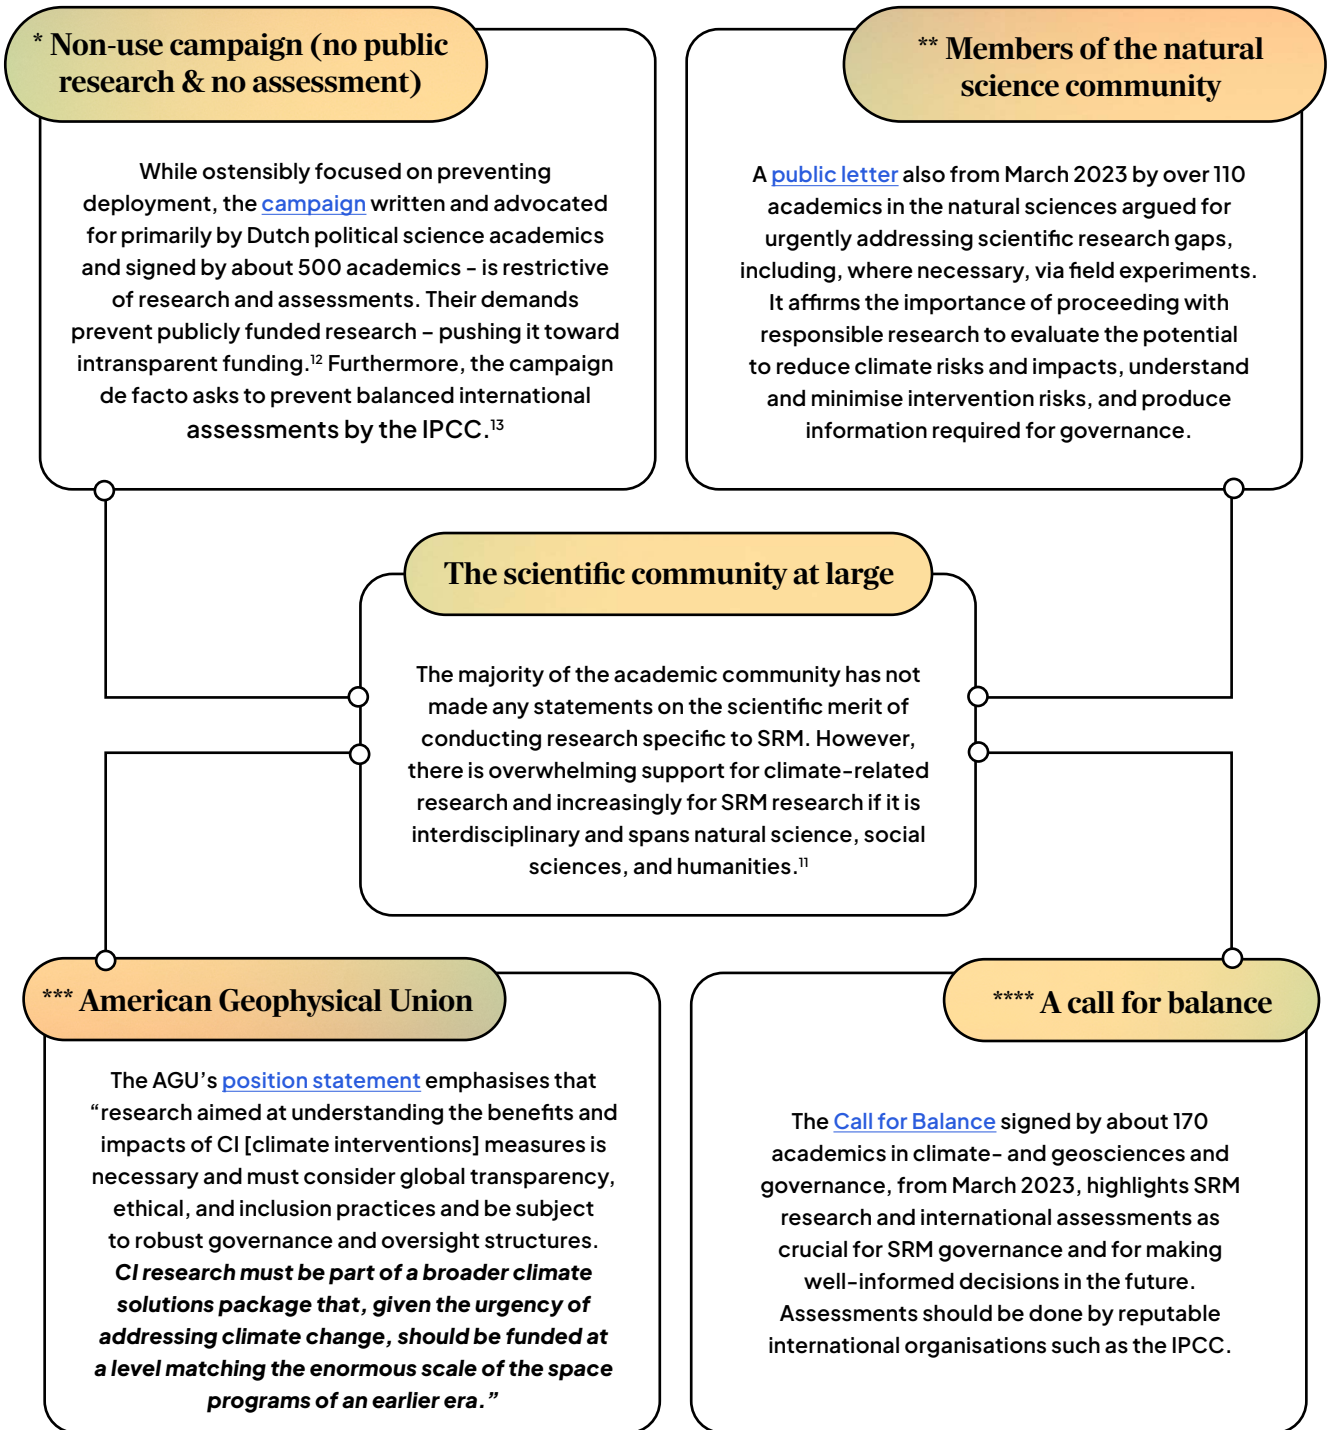 * Non-use campaign (no public
research & no assessment)
While ostensibly focused on preventing
deployment, the campaign written and advocated
for primarily by Dutch political science academics
and signed by about 500 academics – is restrictive
of research and assessments. Their demands
prevent publicly funded research – pushing it toward
intransparent funding.¹² Furthermore, the campaign
de facto asks to prevent balanced international
assessments by the IPCC.¹³
** Members of the natural
science community
A public letter also from March 2023 by over 110
academics in the natural sciences argued for
urgently addressing scientific research gaps,
including, where necessary, via field experiments.
It affirms the importance of proceeding with
responsible research to evaluate the potential
to reduce climate risks and impacts, understand
and minimise intervention risks, and produce
information required for governance.
The scientific community at large
The majority of the academic community has not
made any statements on the scientific merit of
conducting research specific to SRM. However,
there is overwhelming support for climate-related
research and increasingly for SRM research if it is
interdisciplinary and spans natural science, social
sciences, and humanities.¹¹
*** American Geophysical Union
The AGU’s position statement emphasises that
“research aimed at understanding the benefits and
impacts of CI [climate interventions] measures is
necessary and must consider global transparency,
ethical, and inclusion practices and be subject
to robust governance and oversight structures.
CI research must be part of a broader climate
solutions package that, given the urgency of
addressing climate change, should be funded at
a level matching the enormous scale of the space
programs of an earlier era.”
**** A call for balance
The Call for Balance signed by about 170
academics in climate- and geosciences and
governance, from March 2023, highlights SRM
research and international assessments as
crucial for SRM governance and for making
well-informed decisions in the future.
Assessments should be done by reputable
international organisations such as the IPCC.